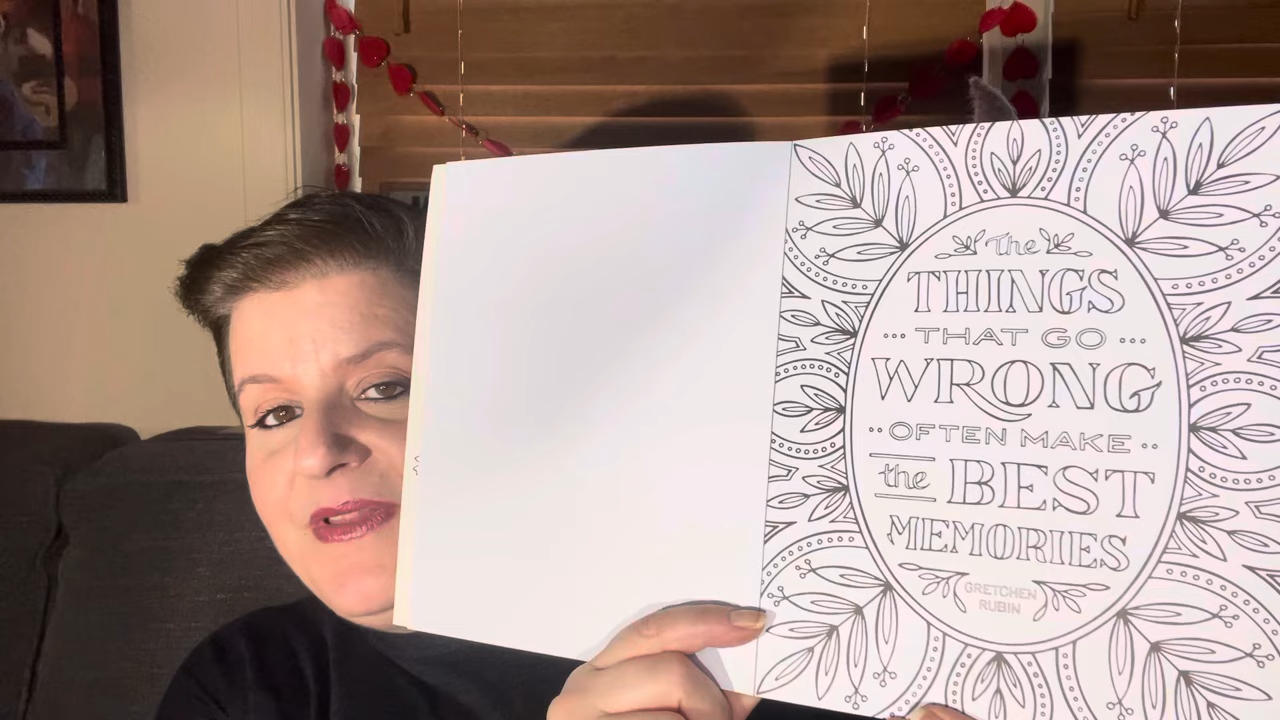 The
THINGS
THAT GO
WRONG
OFTEN MAKE
the BEST
MEMORIES
GRETCHEN
RUBIN